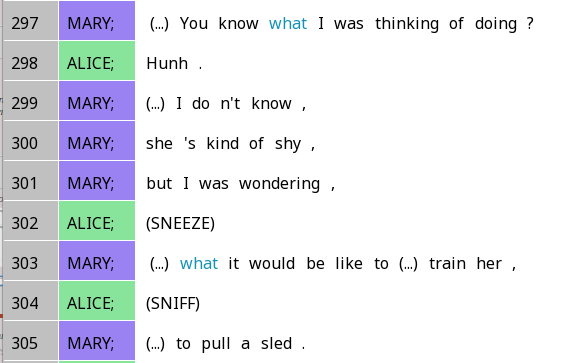 297 MARY; (...) You know what I was thinking of doing ?
298 ALICE; Hunh .
299 MARY; (...) I do n't know ,
300 MARY; she 's kind of shy ,
301 MARY; but I was wondering ,
302 ALICE; (SNEEZE)
303 MARY; (...) what it would be like to (...) train her ,
304 ALICE; (SNIFF)
305 MARY; (...) to pull a sled .